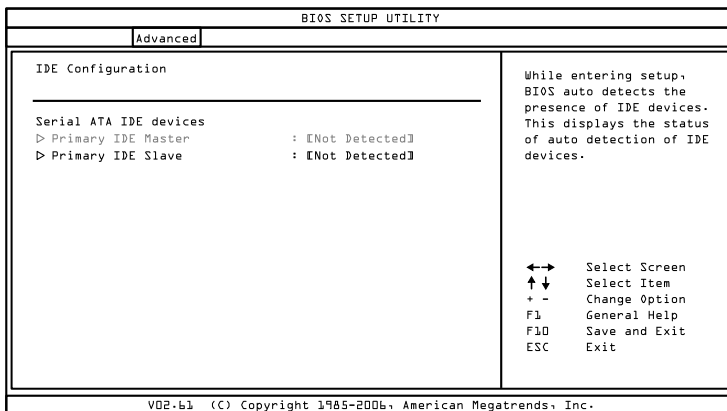 BIOS SETUP UTILITY
Advanced
IDE Configuration
Serial ATA IDE devices
▷ Primary IDE Master : [Not Detected]
▷ Primary IDE Slave : [Not Detected]
While entering setup,
BIOS auto detects the
presence of IDE devices.
This displays the status
of auto detection of IDE
devices.
←→ Select Screen
↑↓ Select Item
+ - Change Option
F1 General Help
F10 Save and Exit
ESC Exit
V02.61 (C) Copyright 1985-2006, American Megatrends, Inc.